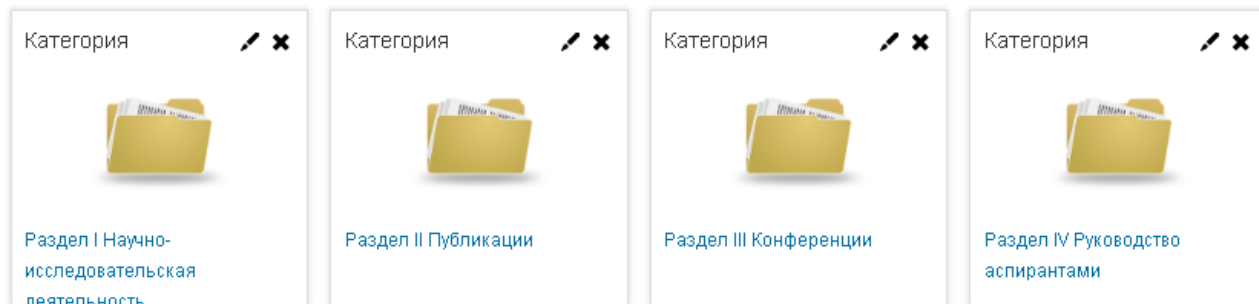 Категория
Раздел I Научно-
исследовательская
деятельность
Категория
Раздел II Публикации
Категория
Раздел III Конференции
Категория
Раздел IV Руководство
аспирантами